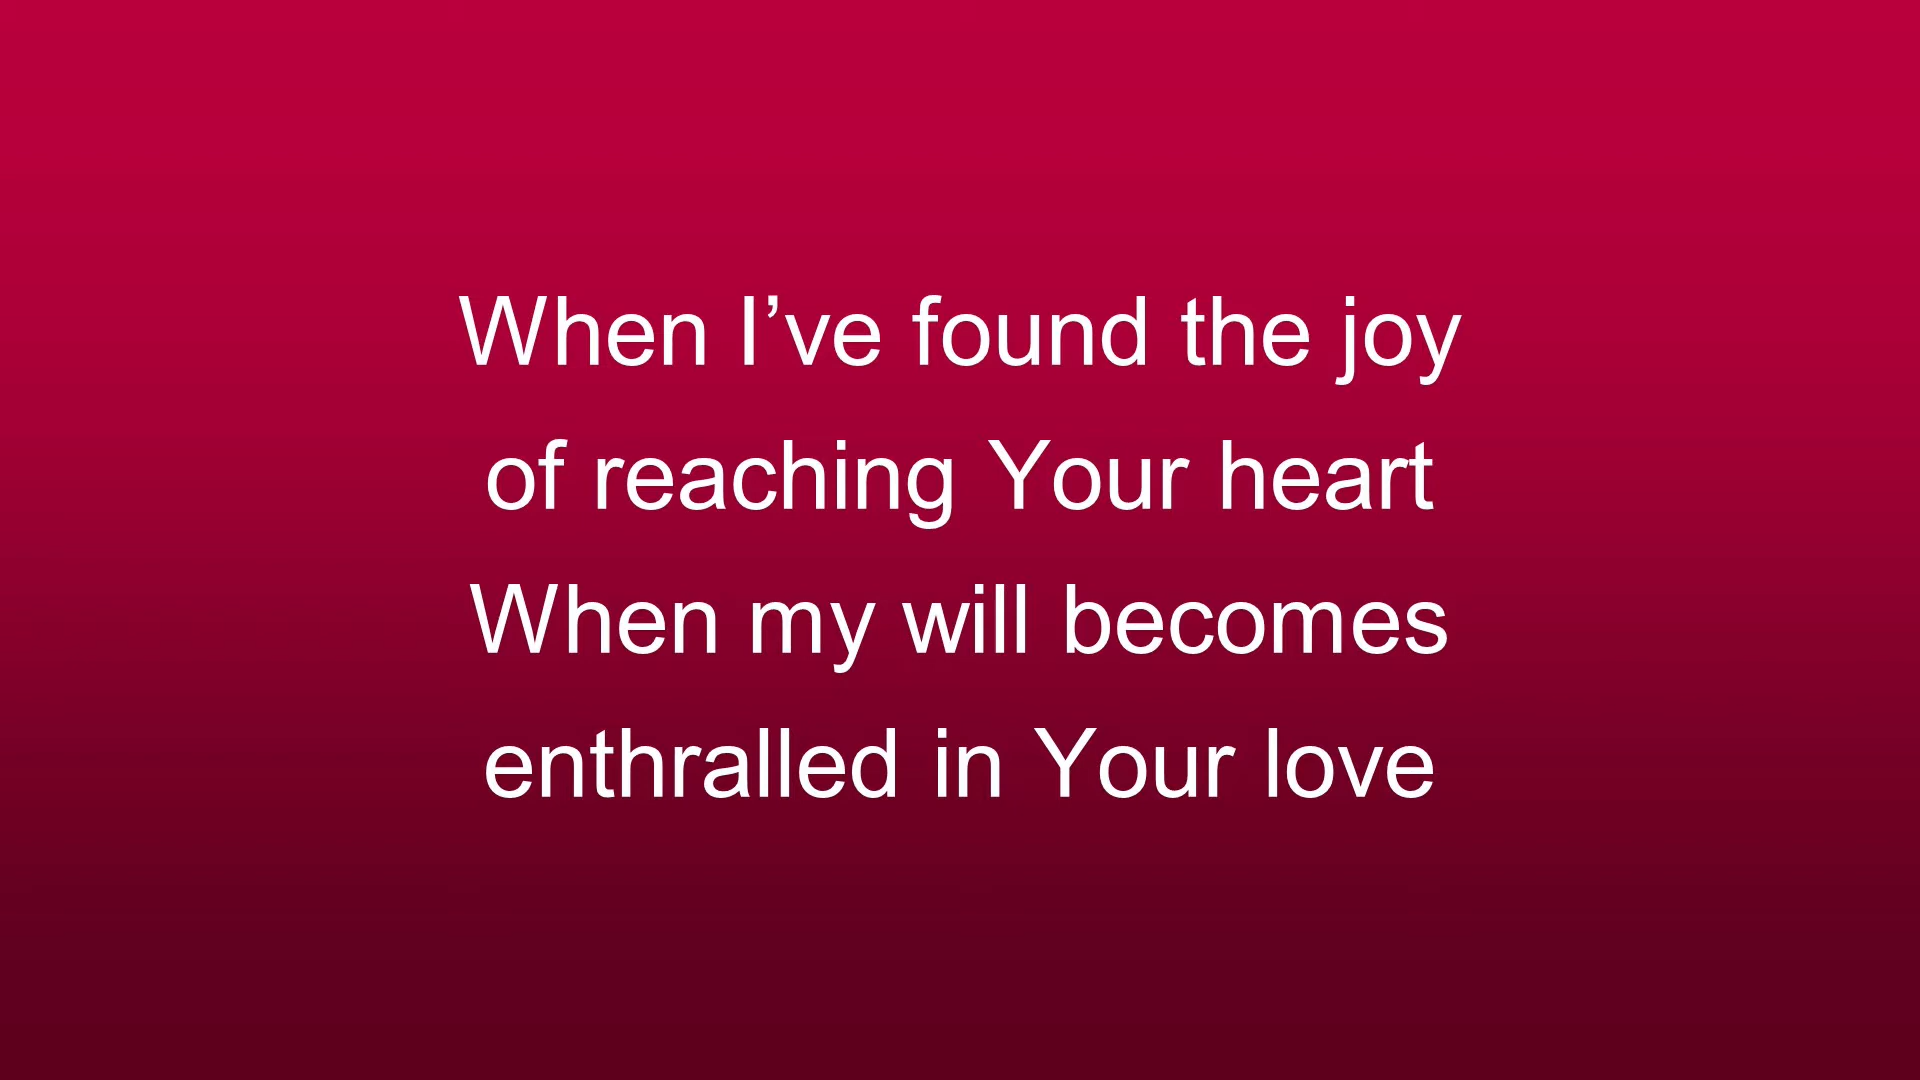 When I’ve found the joy
of reaching Your heart
When my will becomes
enthralled in Your love